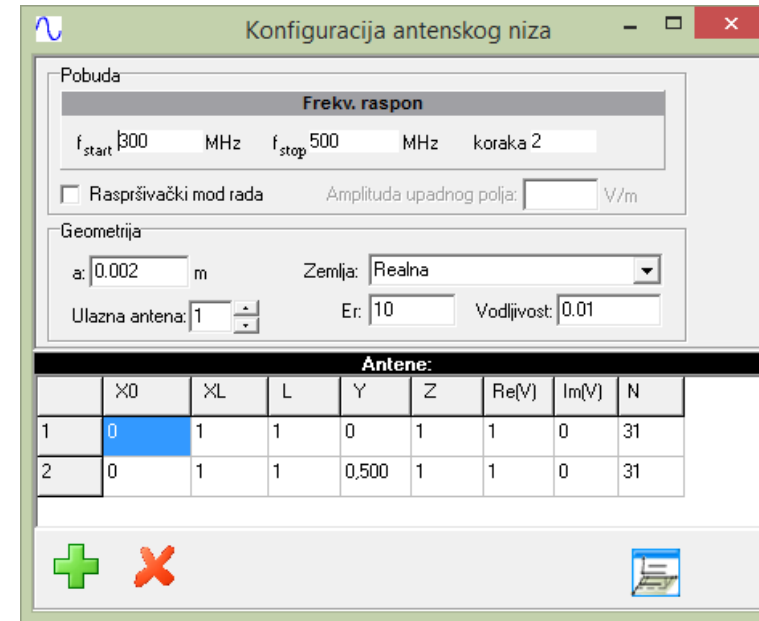 Konfiguracija antenskog niza
Pobuda
Frekv. raspon
fstart 300 MHz fstop 500 MHz koraka 2
Raspršivački mod rada Amplituda upadnog polja: V/m
Geometrija
a: 0.002 m Zemlja: Realna
Ulazna antena: 1 Er: 10 Vodljivost: 0.01
Antene:
X0 XL L Y Z Re(V) Im(V) N
1 0 1 1 0 1 1 0 31
2 0 1 1 0,500 1 1 0 31